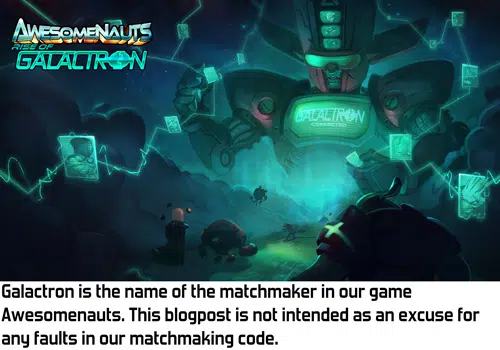 AWESOMENAUTS
RISE OF
GALACTRON
GALACTRON
CONNECTED
Galactron is the name of the matchmaker in our game
Awesomenauts. This blogpost is not intended as an excuse for
any faults in our matchmaking code.